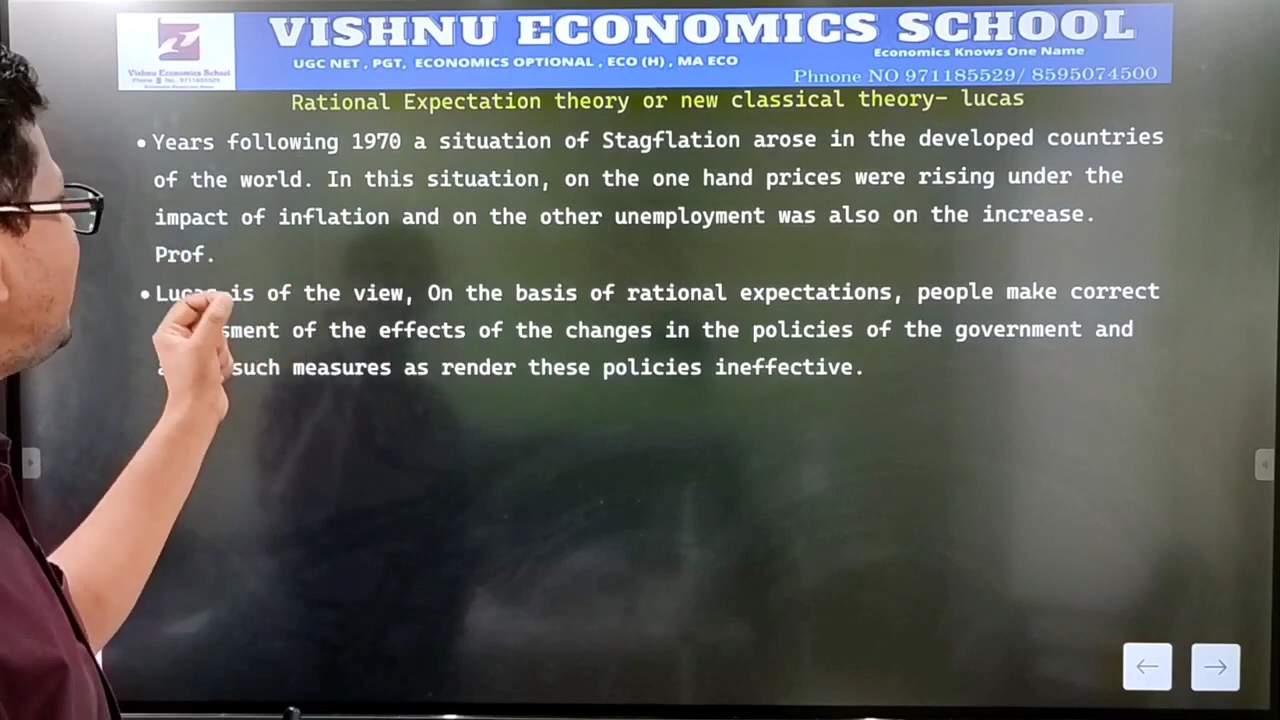 VISHNU ECONOMICS SCHOOL
Economics Knows One Name
UGC NET , PGT, ECONOMICS OPTIONAL , ECO (H) , MA ECO
Phnone NO 971185529/ 8595074500
Vishnu Economics School
Rational Expectation theory or new classical theory– lucas
• Years following 1970 a situation of Stagflation arose in the developed countries
of the world. In this situation, on the one hand prices were rising under the
impact of inflation and on the other unemployment was also on the increase.
Prof.
• Lucas is of the view, On the basis of rational expectations, people make correct
of the effects of the changes in the policies of the government and
such measures as render these policies ineffective.